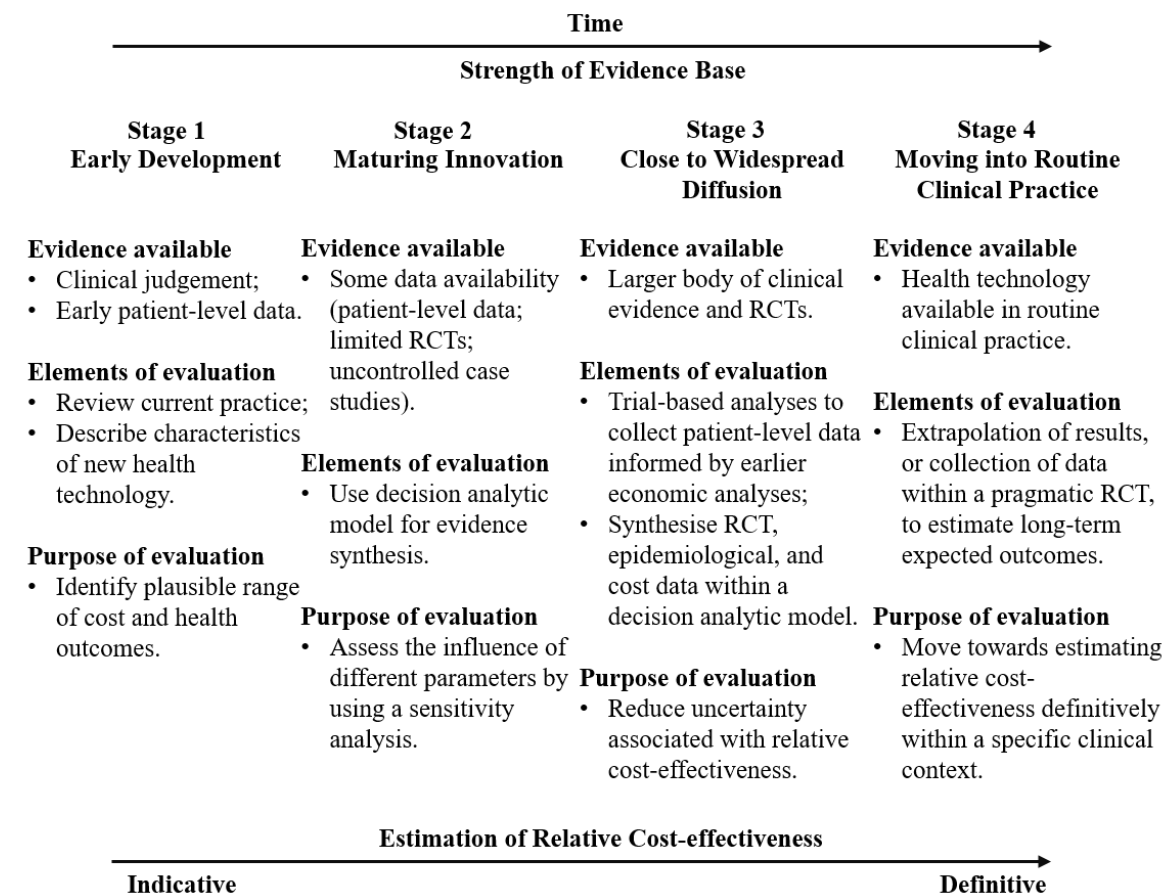 Time
Strength of Evidence Base
Stage 1
Early Development
Evidence available
• Clinical judgement;
• Early patient-level data.
Elements of evaluation
• Review current practice;
• Describe characteristics
of new health
technology.
Purpose of evaluation
• Identify plausible range
of cost and health
outcomes.
Stage 2
Maturing Innovation
Evidence available
• Some data availability
(patient-level data;
limited RCTs;
uncontrolled case
studies).
Elements of evaluation
• Use decision analytic
model for evidence
synthesis.
Purpose of evaluation
• Assess the influence of
different parameters by
using a sensitivity
analysis.
Stage 3
Close to Widespread
Diffusion
Evidence available
• Larger body of clinical
evidence and RCTs.
Elements of evaluation
• Trial-based analyses to
collect patient-level data
informed by earlier
economic analyses;
• Synthesise RCT,
epidemiological, and
cost data within a
decision analytic model.
Purpose of evaluation
• Reduce uncertainty
associated with relative
cost-effectiveness.
Stage 4
Moving into Routine
Clinical Practice
Evidence available
• Health technology
available in routine
clinical practice.
Elements of evaluation
• Extrapolation of results,
or collection of data
within a pragmatic RCT,
to estimate long-term
expected outcomes.
Purpose of evaluation
• Move towards estimating
relative cost-
effectiveness definitively
within a specific clinical
context.
Estimation of Relative Cost-effectiveness
Indicative
Definitive